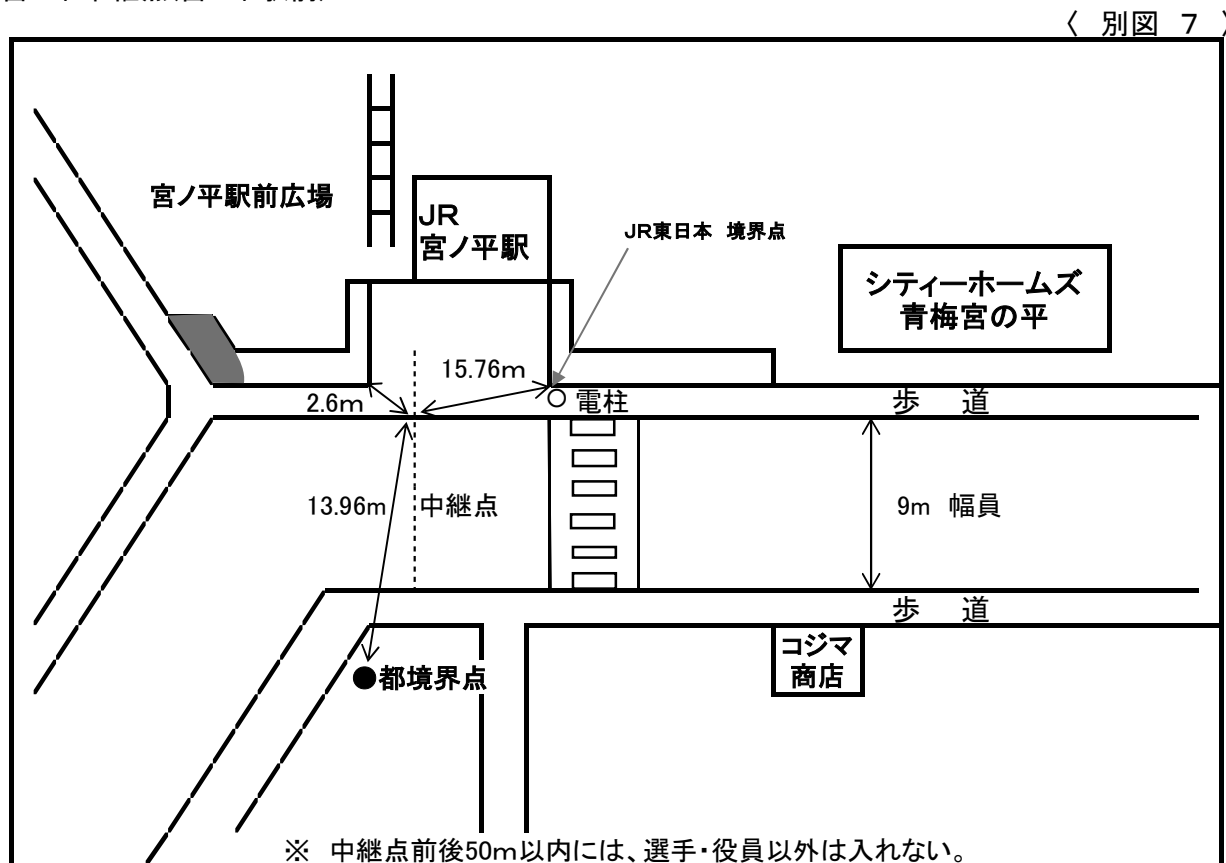 〈 別図 7 〉
宮ノ平駅前広場
JR
宮ノ平駅
JR東日本 境界点
シティーホームズ
青梅宮の平
15.76m
2.6m
電柱
歩 道
13.96m
中継点
9m 幅員
歩 道
コジマ
商店
●都境界点
※ 中継点前後50m以内には、選手・役員以外は入れない。